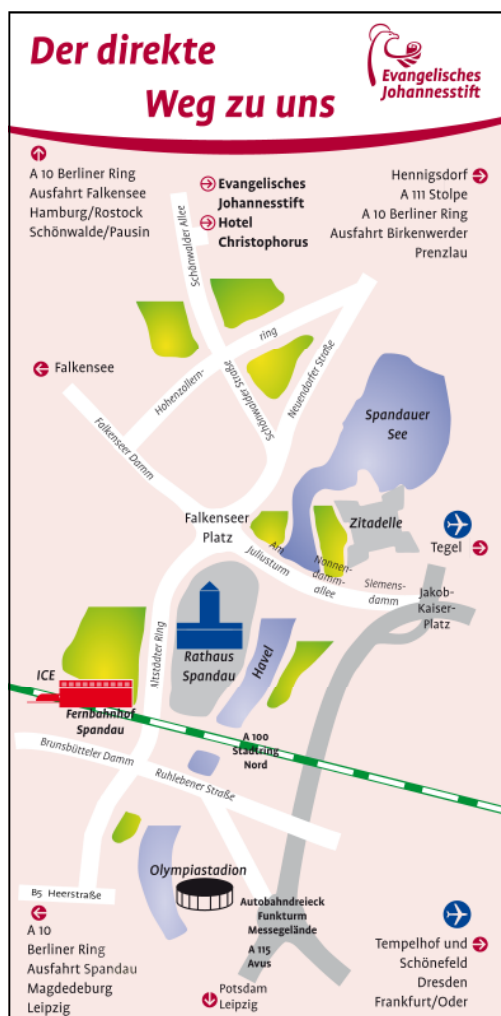 Der direkte
Weg zu uns
Evangelisches
Johannesstift
A 10 Berliner Ring
Ausfahrt Falkensee
Hamburg/Rostock
Schönwalde/Pausin
Evangelisches
Johannesstift
Hotel
Christophorus
Hennigsdorf
A 111 Stolpe
A 10 Berliner Ring
Ausfahrt Birkenwerder
Prenzlau
Schönwalder Allee
Falkensee
Hohenzollern-
ring
Schönwalder Straße
Neuendorfer Straße
Spandauer
See
Falkenseer Damm
Falkenseer
Platz
Zitadelle
Am
Juliusturm
Nonnen-
damm-
allee
Siemens-
damm
Tegel
Jakob-
Kaiser-
Platz
Altstädter Ring
Rathaus
Spandau
Havel
ICE
Fernbahnhof
Spandau
A 100
Stadtring
Nord
Brunsbütteler Damm
Ruhlebener Straße
Olympiastadion
B5 Heerstraße
Autobahndreieck
Funkturm
Messegelände
A 115
Avus
A 10
Berliner Ring
Ausfahrt Spandau
Magdedeburg
Leipzig
Potsdam
Leipzig
Tempelhof und
Schönefeld
Dresden
Frankfurt/Oder